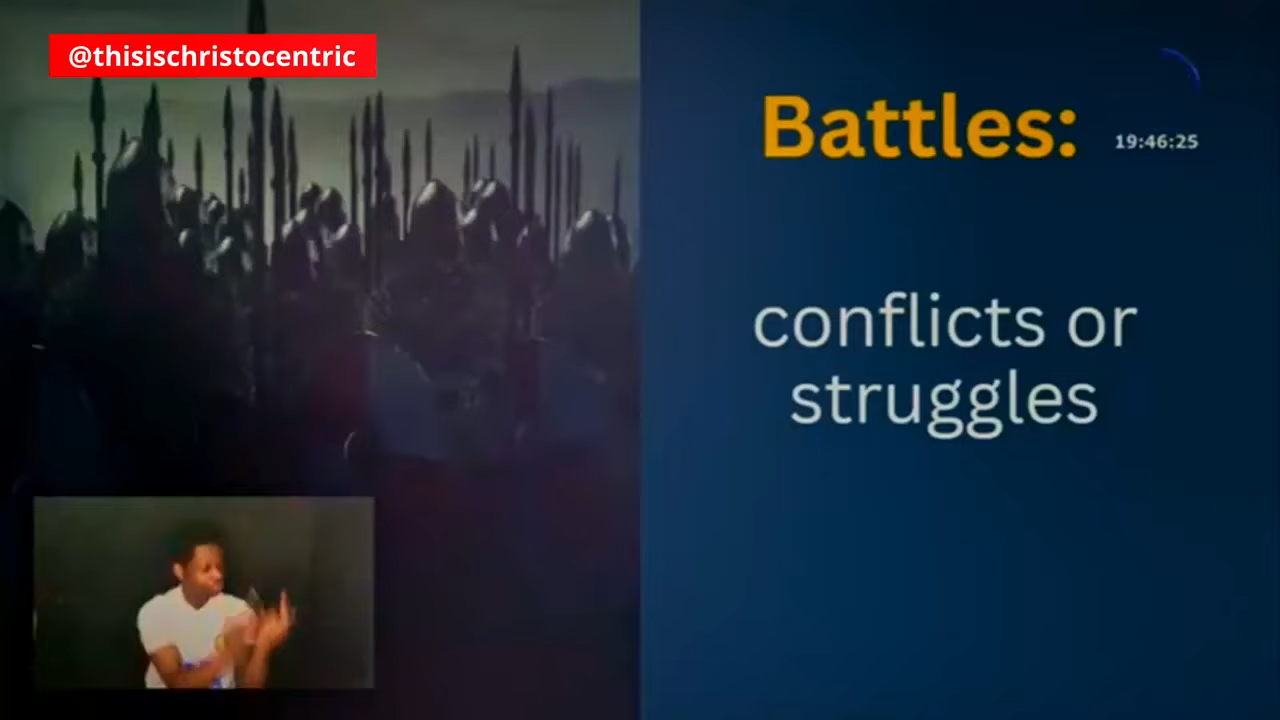 @thisischristocentric
Battles:
19:46:25
conflicts or
struggles